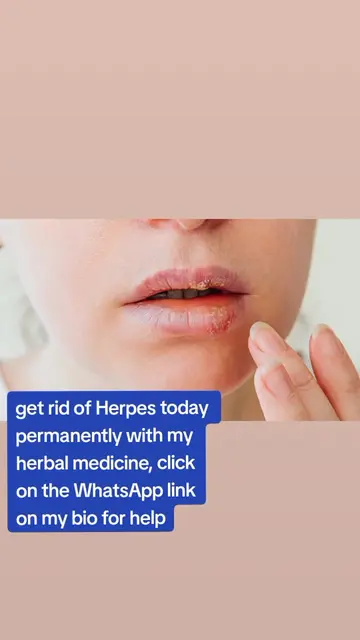 get rid of Herpes today
permanently with my
herbal medicine, click
on the WhatsApp link
on my bio for help